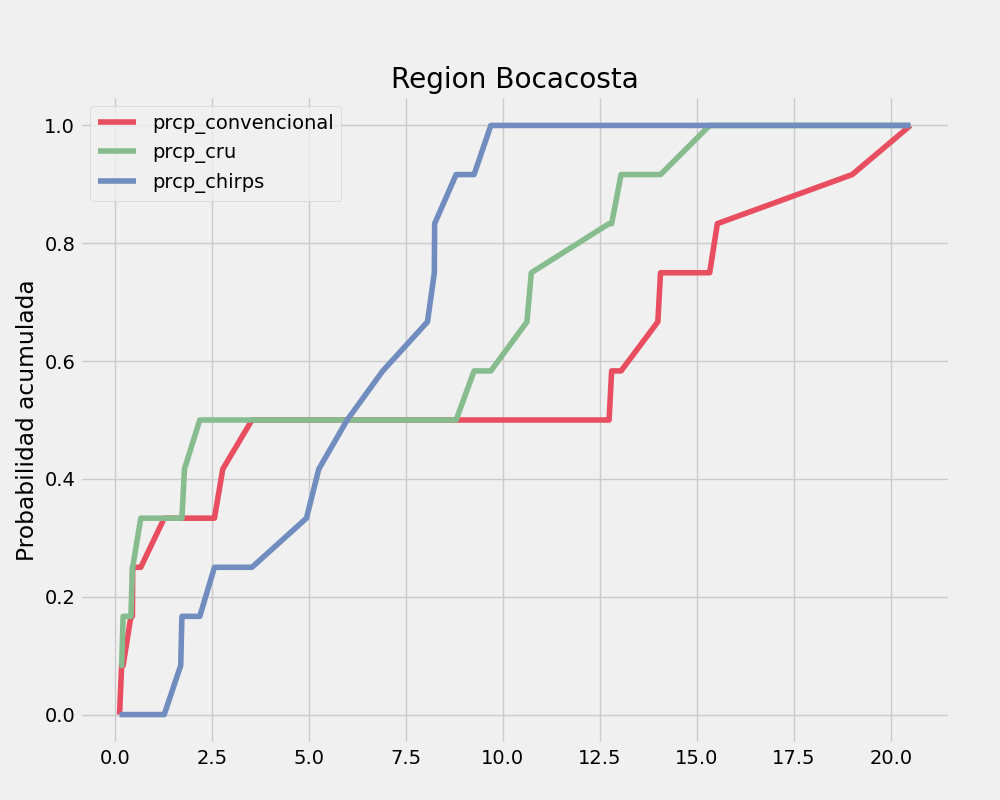 Region Bocacosta
prcp_convencional
prcp_cru
prcp_chirps
Probabilidad acumulada
1.0
0.8
0.6
0.4
0.2
0.0
0.0 2.5 5.0 7.5 10.0 12.5 15.0 17.5 20.0